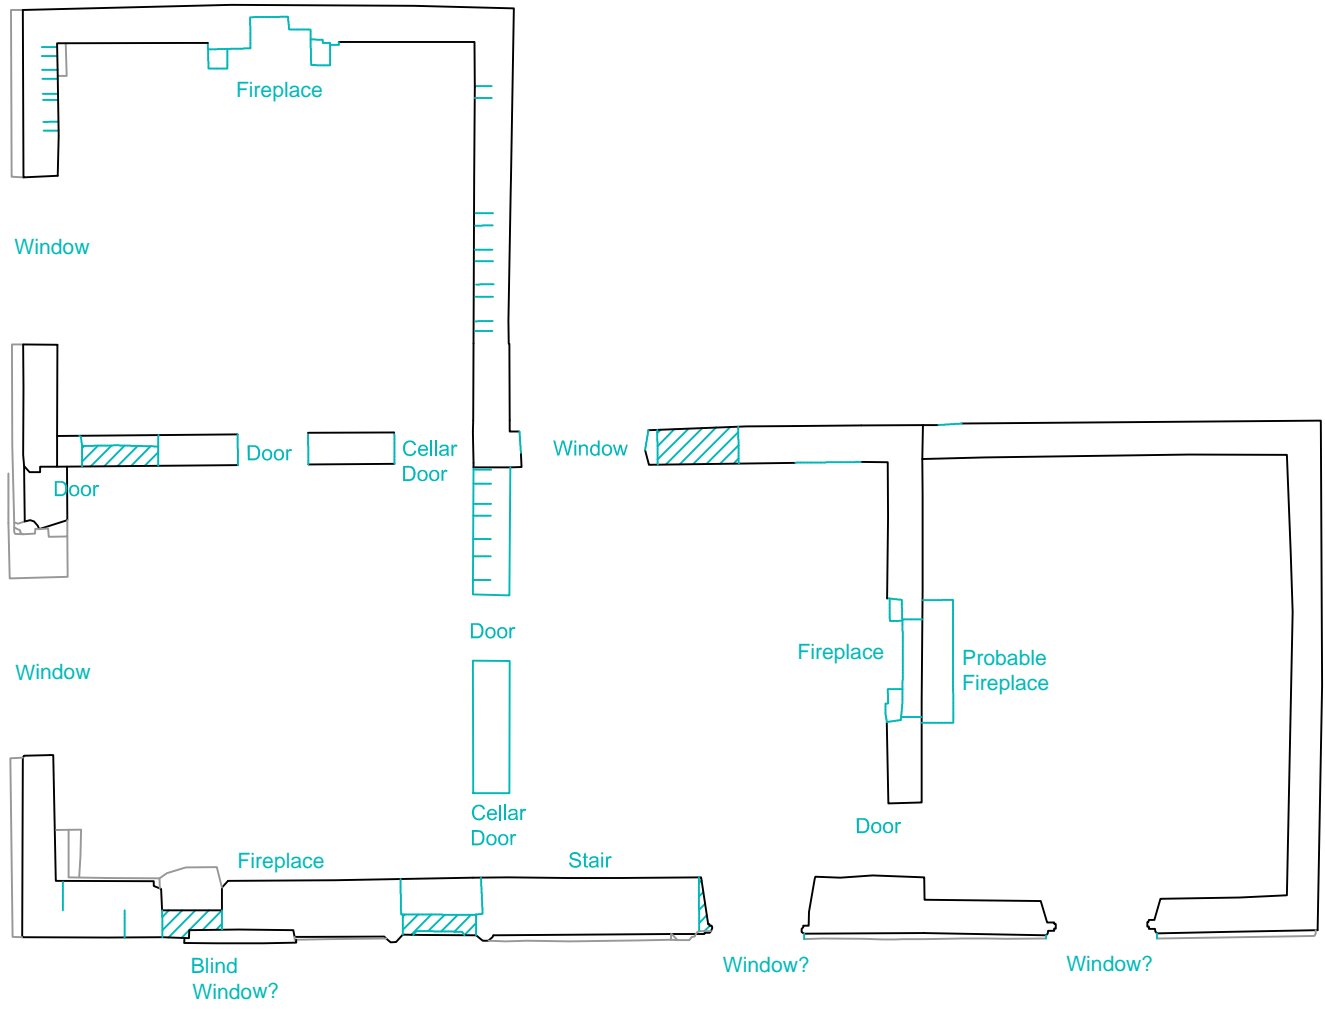 Fireplace
Window
Door
Cellar
Door
Window
Door
Door
Window
Fireplace
Probable
Fireplace
Cellar
Door
Door
Fireplace
Stair
Blind
Window?
Window?
Window?